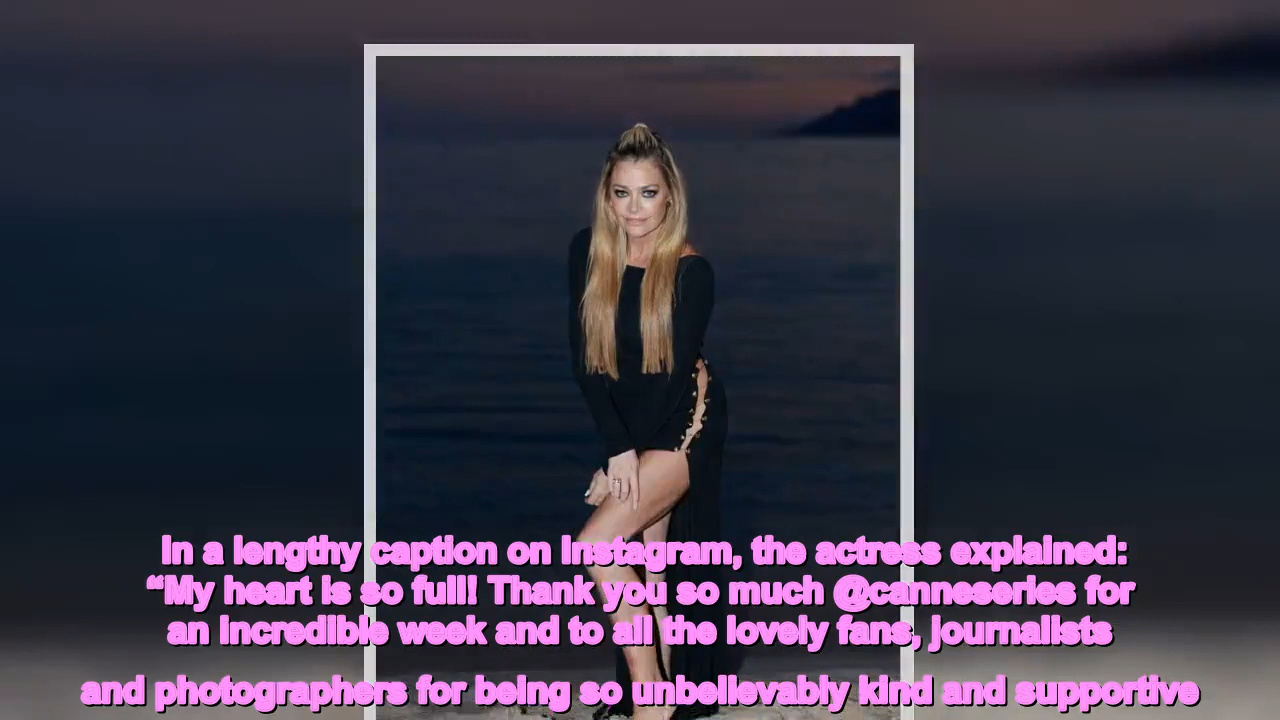 In a lengthy caption on Instagram, the actress explained:
“My heart is so full! Thank you so much @canneseries for
an incredible week and to all the lovely fans, journalists
and photographers for being so unbelievably kind and supportive